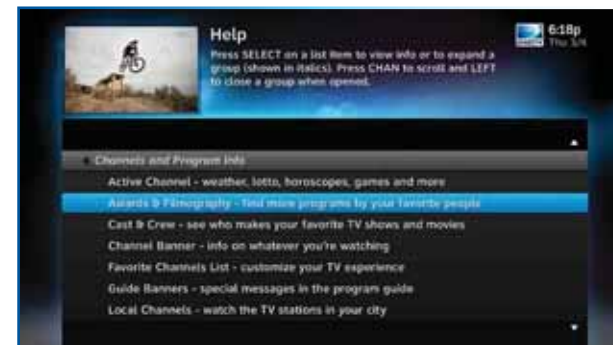 Help
6:18p
Thu 3/4
Press SELECT on a list item to view info or to expand a
group (shown in italics). Press CHAN to scroll and LEFT
to close a group when opened.
Channels and Program Info
Active Channel - weather, lotto, horoscopes, games and more
Awards & Filmography - find more programs by your favorite people
Cast & Crew - see who makes your favorite TV shows and movies
Channel Banner - info on whatever you're watching
Favorite Channels List - customize your TV experience
Guide Banners - special messages in the program guide
Local Channels - watch the TV stations in your city